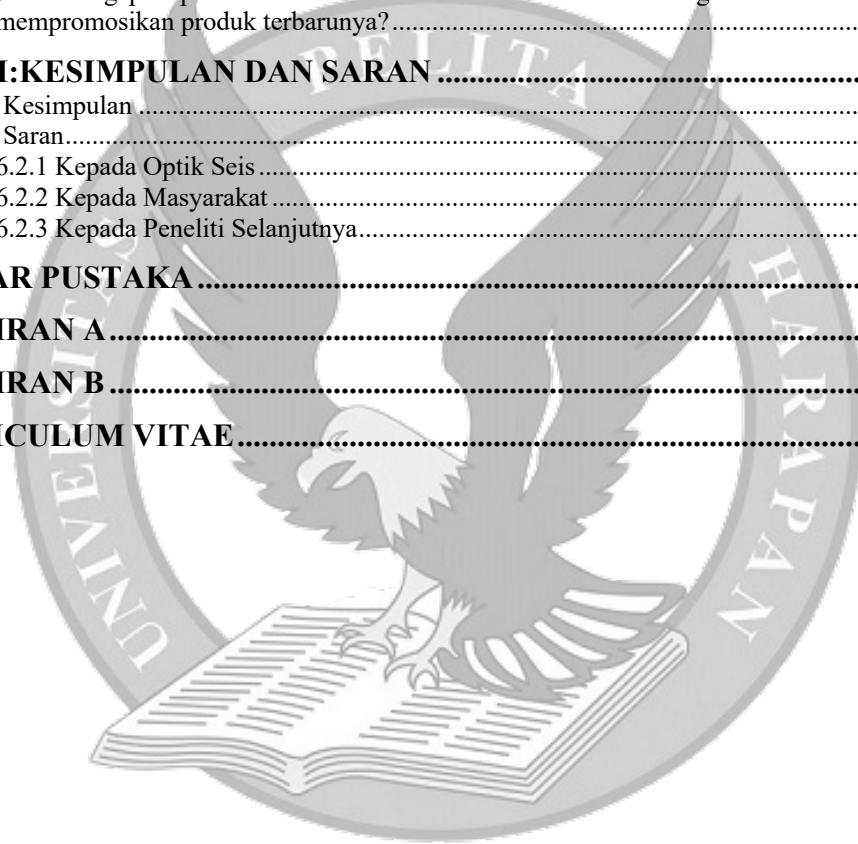 mempromosikan produk terbarunya?
I:KESIMPULAN DAN SARAN
Kesimpulan
Saran
6.2.1 Kepada Optik Seis
6.2.2 Kepada Masyarakat
6.2.3 Kepada Peneliti Selanjutnya
AR PUSTAKA
IRAN A
IRAN B
ICULUM VITAE
UNIVERSITAS PELITA HARAPAN